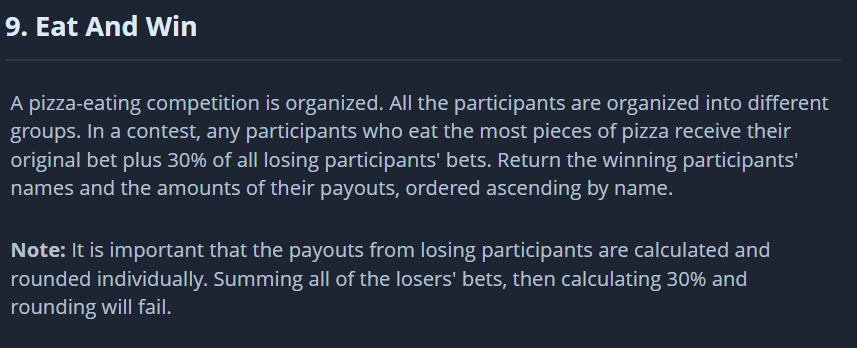 9. Eat And Win
A pizza-eating competition is organized. All the participants are organized into different
groups. In a contest, any participants who eat the most pieces of pizza receive their
original bet plus 30% of all losing participants' bets. Return the winning participants'
names and the amounts of their payouts, ordered ascending by name.
Note: It is important that the payouts from losing participants are calculated and
rounded individually. Summing all of the losers' bets, then calculating 30% and
rounding will fail.